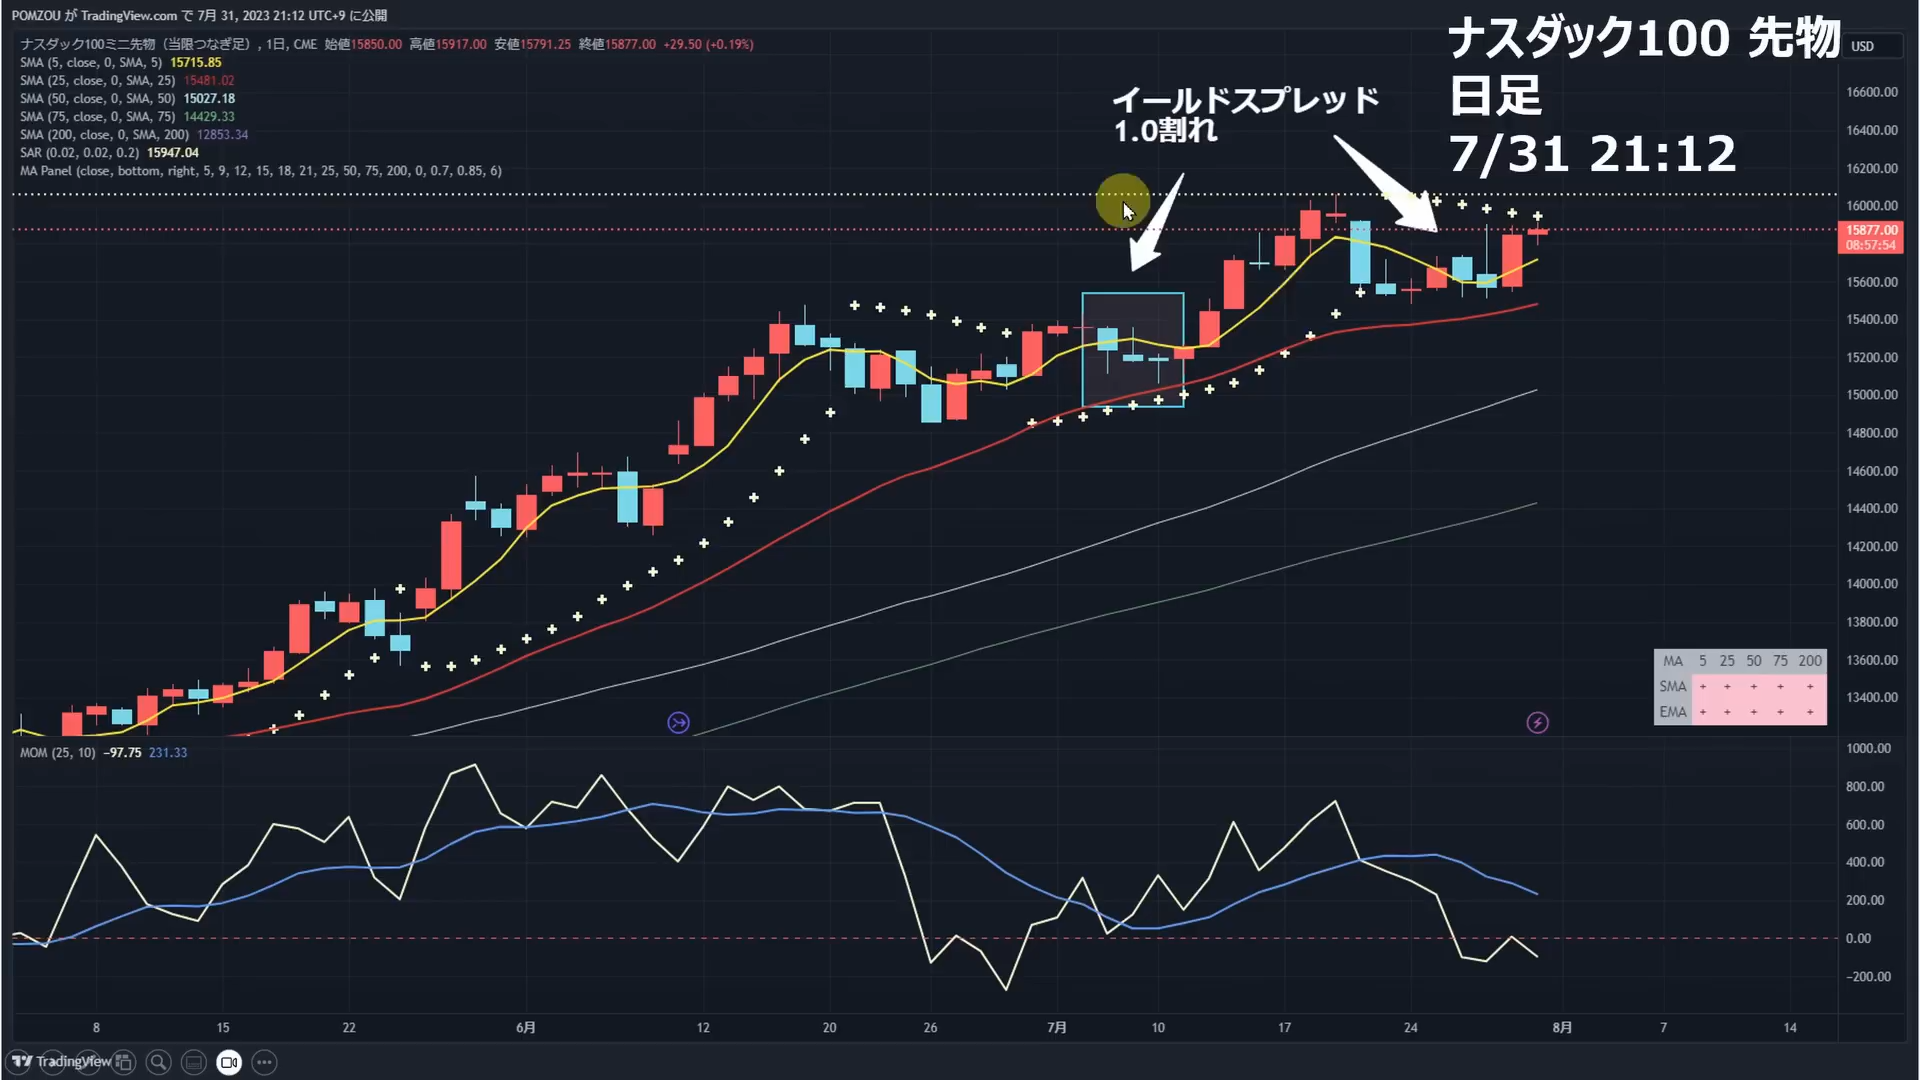 POMZOU が TradingView.com で 7月 31, 2023 21:12 UTC+9 に公開
ナスダック100ミニ先物（当限つなぎ足）, 1日, CME 始値15850.00 高値15917.00 安値15791.25 終値15877.00 +29.50 (+0.19%)
SMA (5, close, 0, SMA, 5) 15715.85
SMA (25, close, 0, SMA, 25) 15481.02
SMA (50, close, 0, SMA, 50) 15027.18
SMA (75, close, 0, SMA, 75) 14429.33
SMA (200, close, 0, SMA, 200) 12853.34
SAR (0.02, 0.02, 0.2) 15947.04
MA Panel (close, bottom, right, 5, 9, 12, 15, 18, 21, 25, 50, 75, 200, 0, 0.7, 0.85, 6)
ナスダック100 先物
日足
7/31 21:12
イールドスプレッド
1.0割れ
USD
16600.00
16400.00
16200.00
16000.00
15877.00
08:57:54
15600.00
15400.00
15200.00
15000.00
14800.00
14600.00
14400.00
14200.00
14000.00
13800.00
13600.00
13400.00
MA 5 25 50 75 200
SMA + + + + +
EMA + + + + +
MOM (25, 10) −97.75 231.33
1000.00
800.00
600.00
400.00
200.00
0.00
−200.00
8 15 22 6月 12 20 26 7月 10 17 24 8月 7 14
TradingView